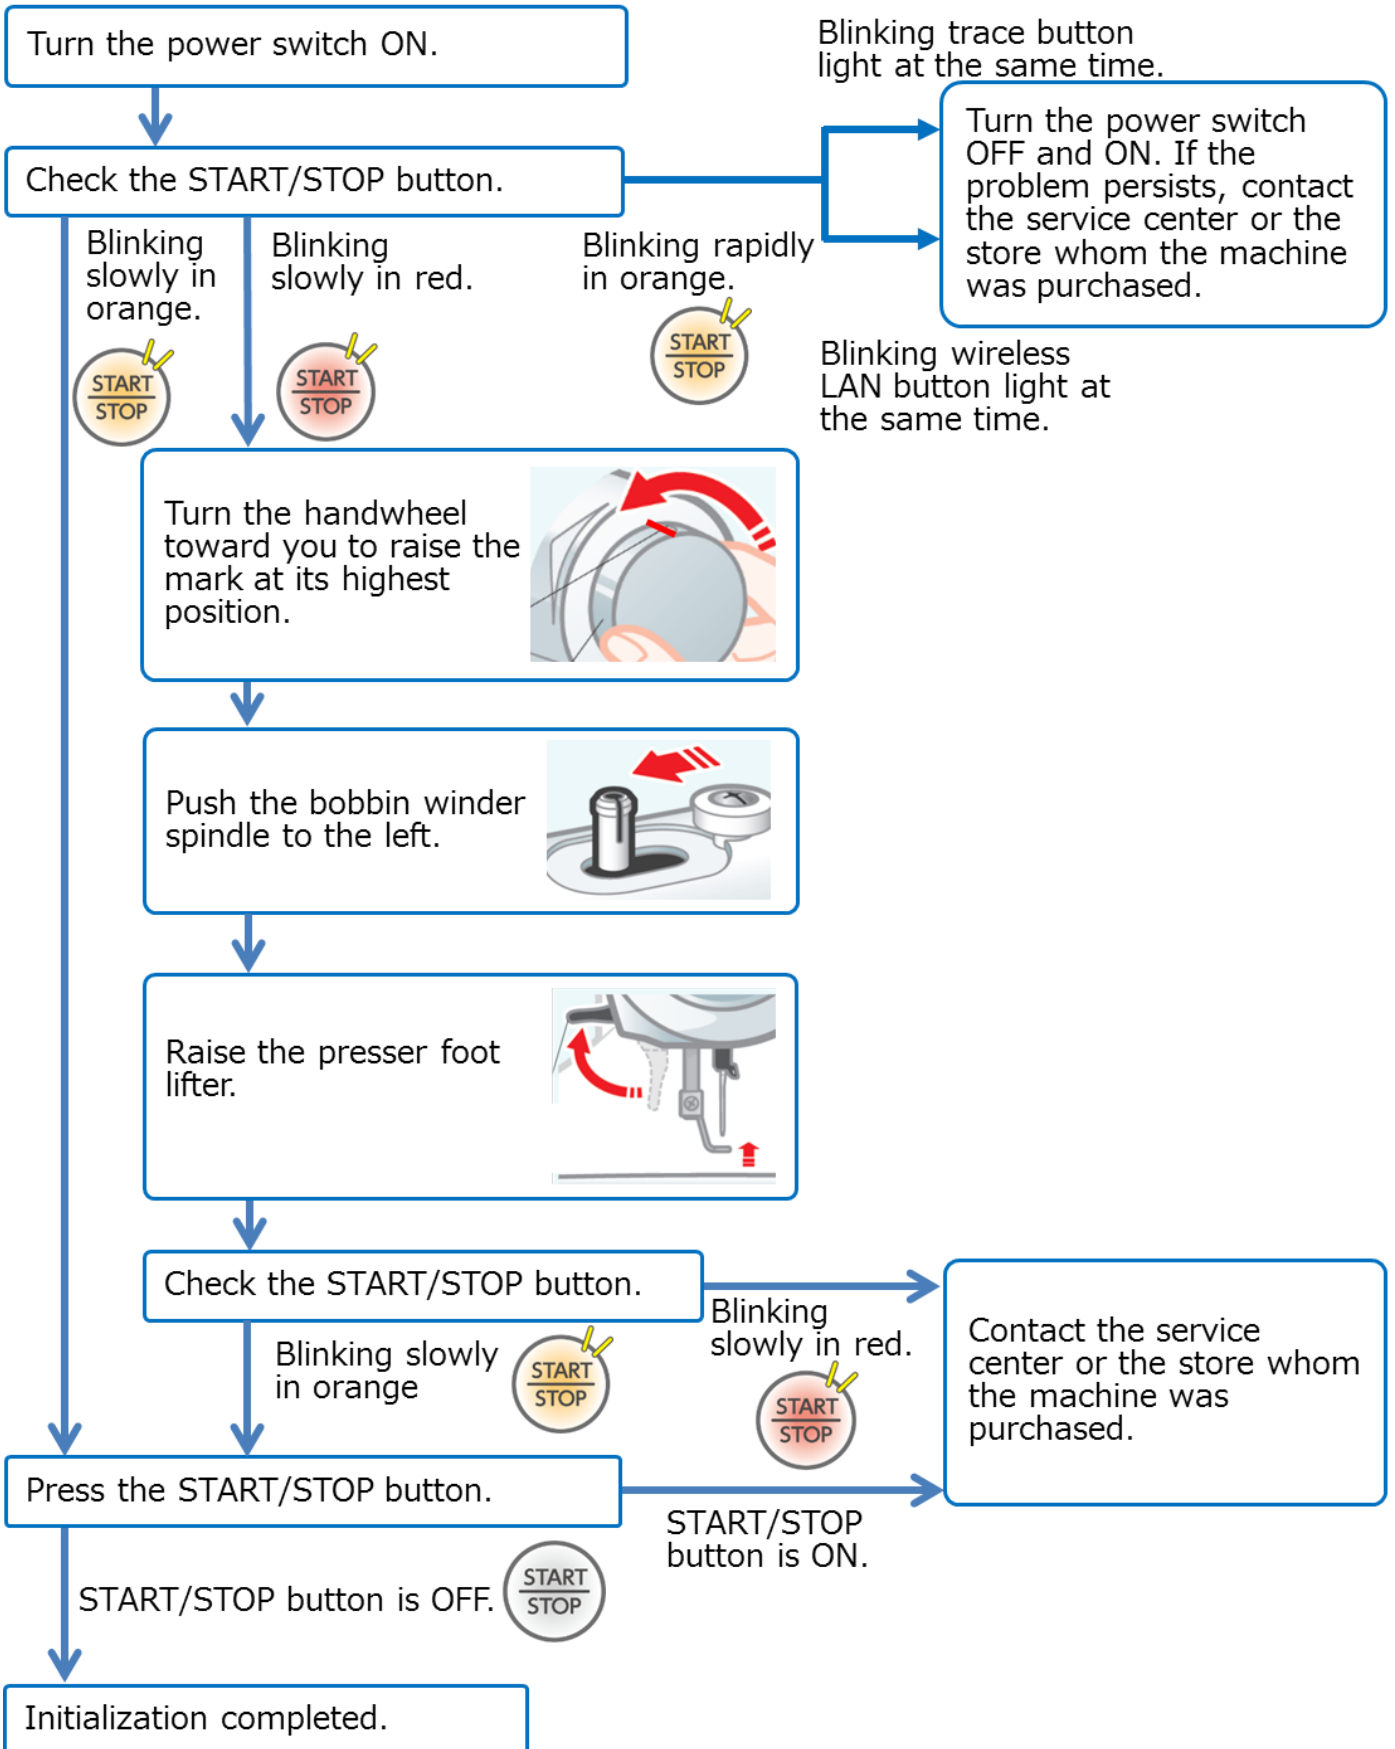 Turn the power switch ON.
Blinking trace button
light at the same time.
Turn the power switch
OFF and ON. If the
problem persists, contact
the service center or the
store whom the machine
was purchased.
Check the START/STOP button.
Blinking
slowly in
orange.
START
STOP
Blinking
slowly in red.
START
STOP
Blinking rapidly
in orange.
START
STOP
Blinking wireless
LAN button light at
the same time.
Turn the handwheel
toward you to raise the
mark at its highest
position.
Push the bobbin winder
spindle to the left.
Raise the presser foot
lifter.
Check the START/STOP button.
Blinking slowly
in orange
START
STOP
Blinking
slowly in red.
START
STOP
Contact the service
center or the store whom
the machine was
purchased.
Press the START/STOP button.
START/STOP
button is ON.
START/STOP button is OFF.
START
STOP
Initialization completed.